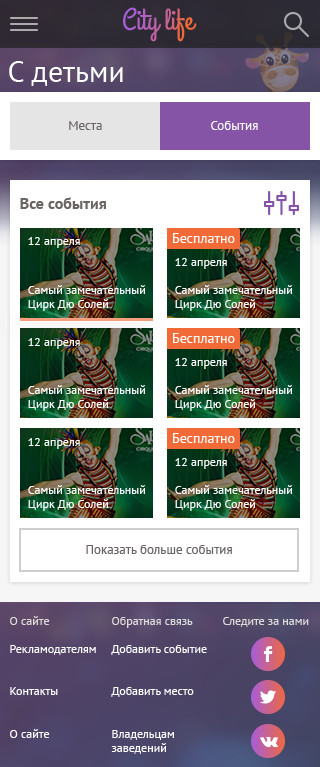 City life
С детьми
Места
События
Все события
12 апреля
Самый замечательный
Цирк Дю Солей
Бесплатно
12 апреля
Самый замечательный
Цирк Дю Солей
12 апреля
Самый замечательный
Цирк Дю Солей
Бесплатно
12 апреля
Самый замечательный
Цирк Дю Солей
12 апреля
Самый замечательный
Цирк Дю Солей
Бесплатно
12 апреля
Самый замечательный
Цирк Дю Солей
Показать больше события
О сайте
Обратная связь
Следите за нами
Рекламодателям
Добавить событие
Контакты
Добавить место
О сайте
Владельцам
заведений